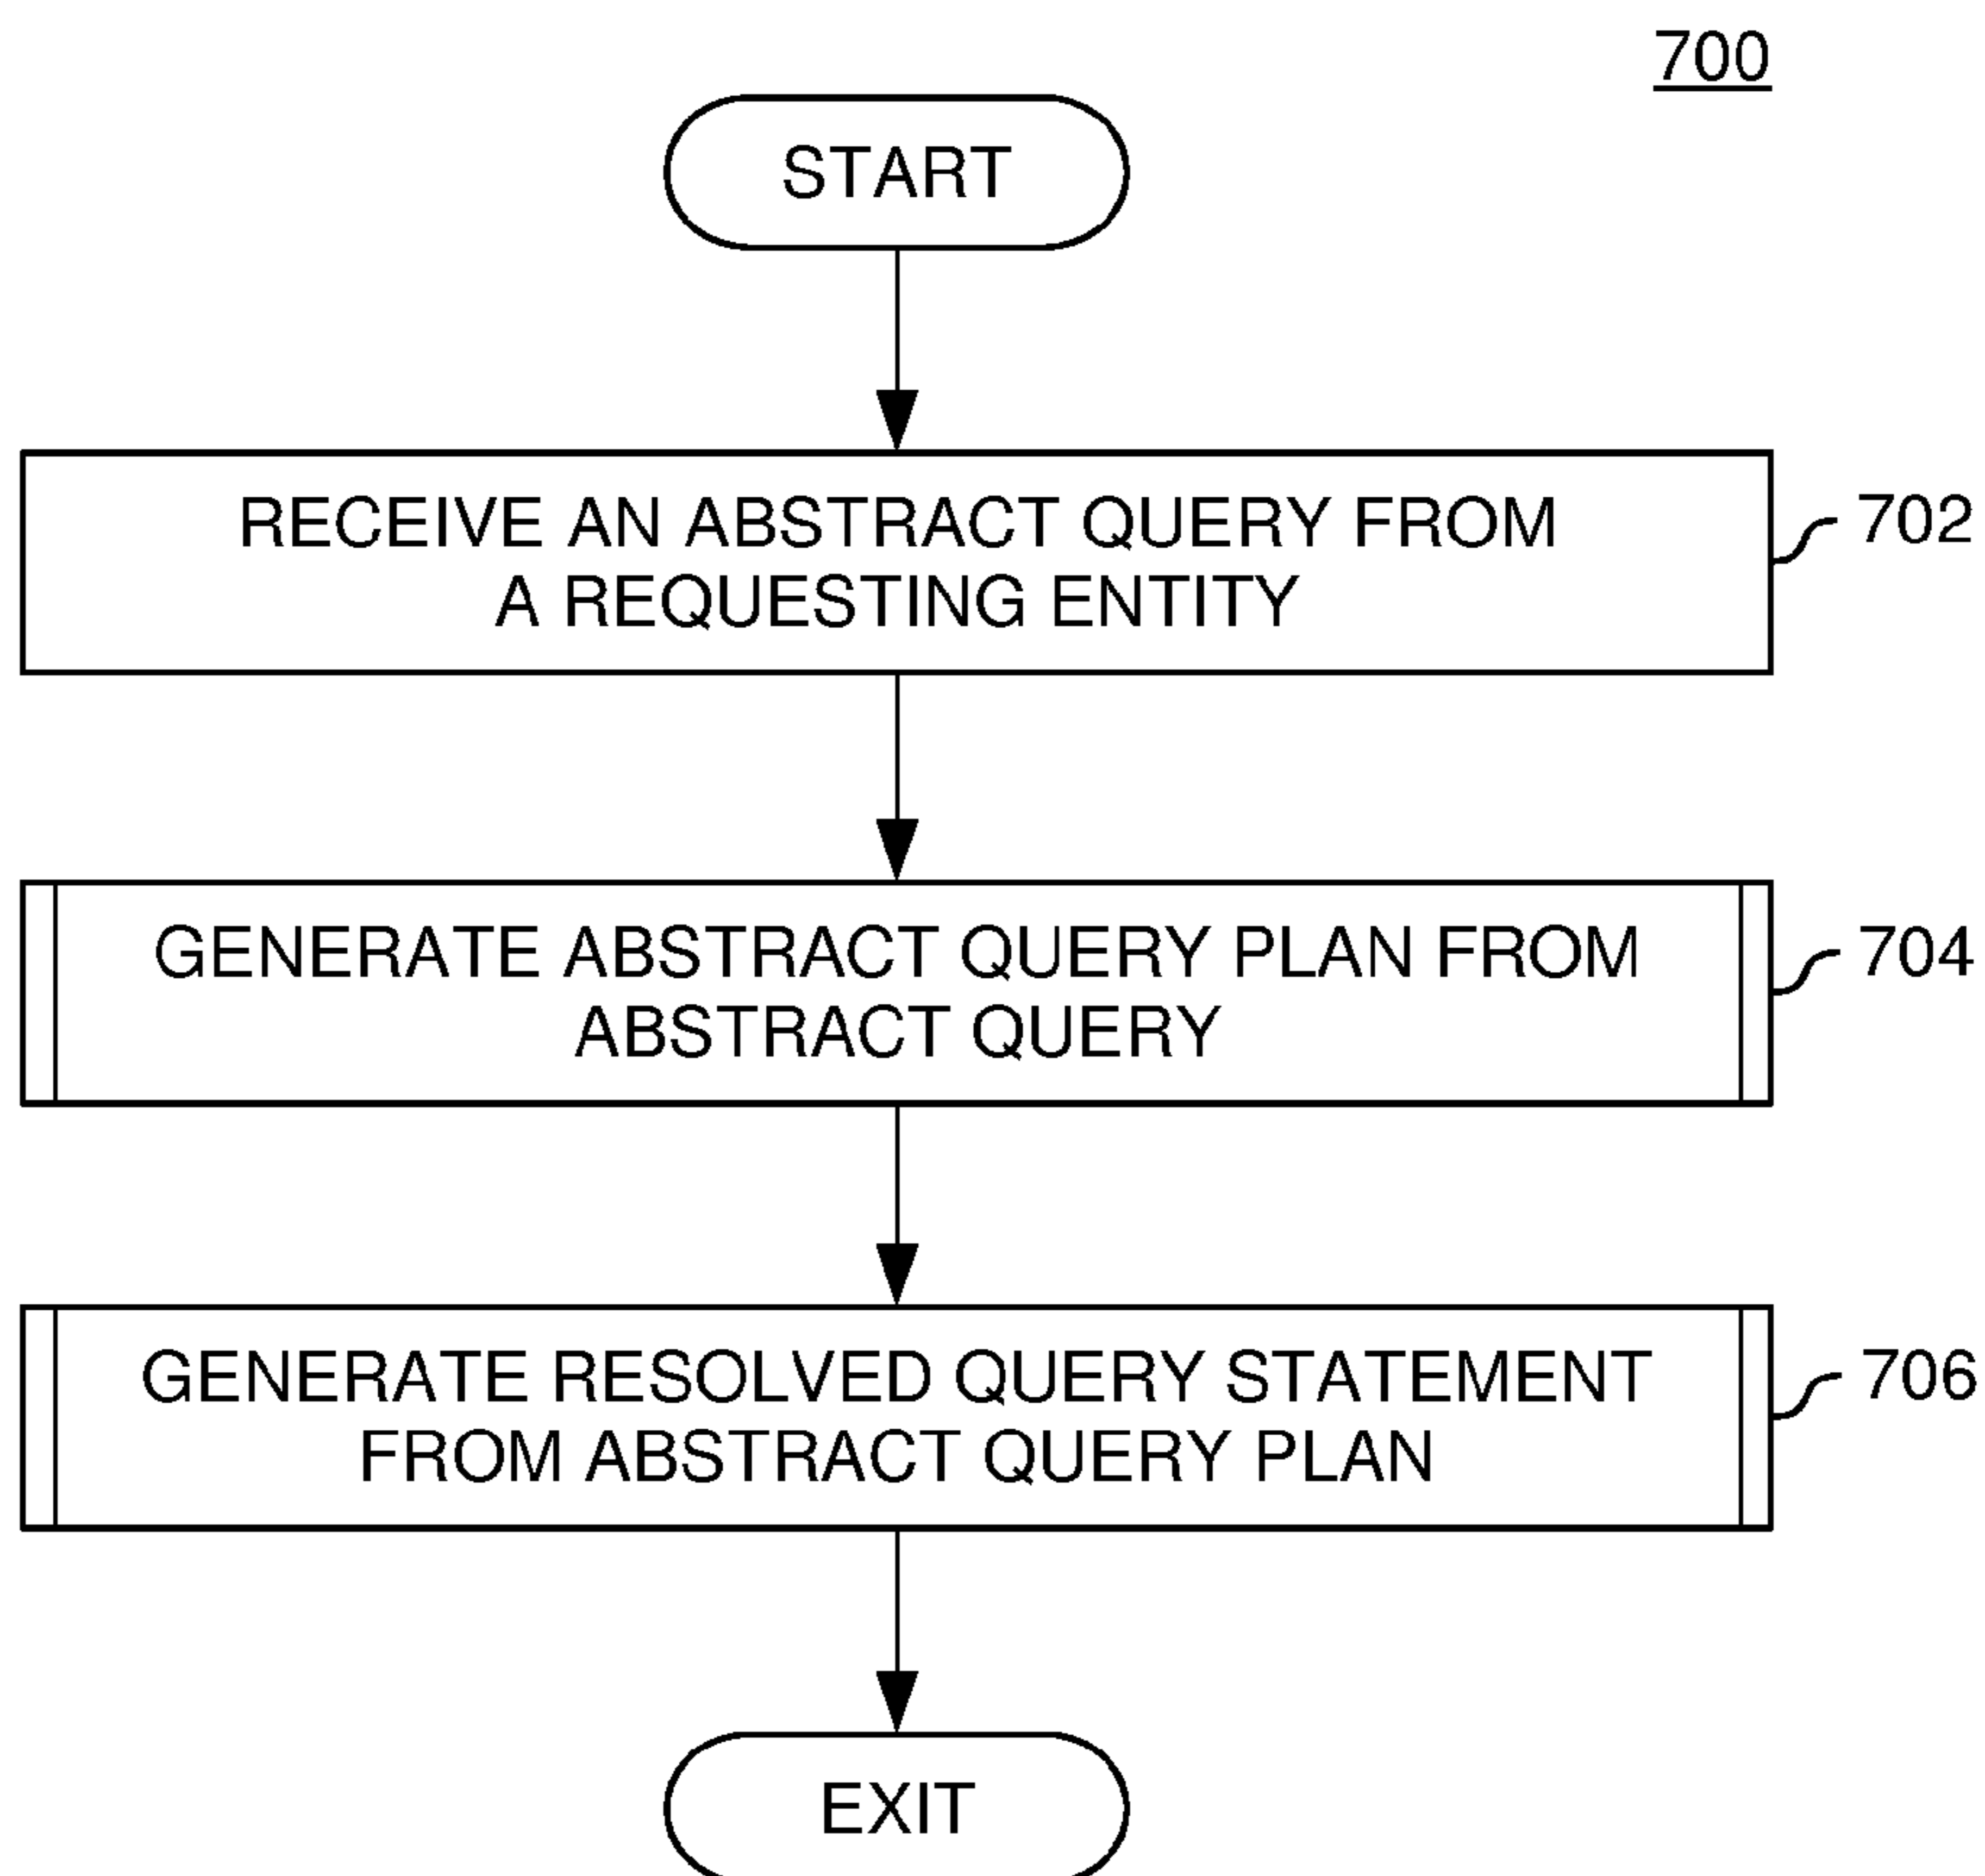 700
START
RECEIVE AN ABSTRACT QUERY FROM
A REQUESTING ENTITY
702
GENERATE ABSTRACT QUERY PLAN FROM
ABSTRACT QUERY
704
GENERATE RESOLVED QUERY STATEMENT
FROM ABSTRACT QUERY PLAN
706
EXIT